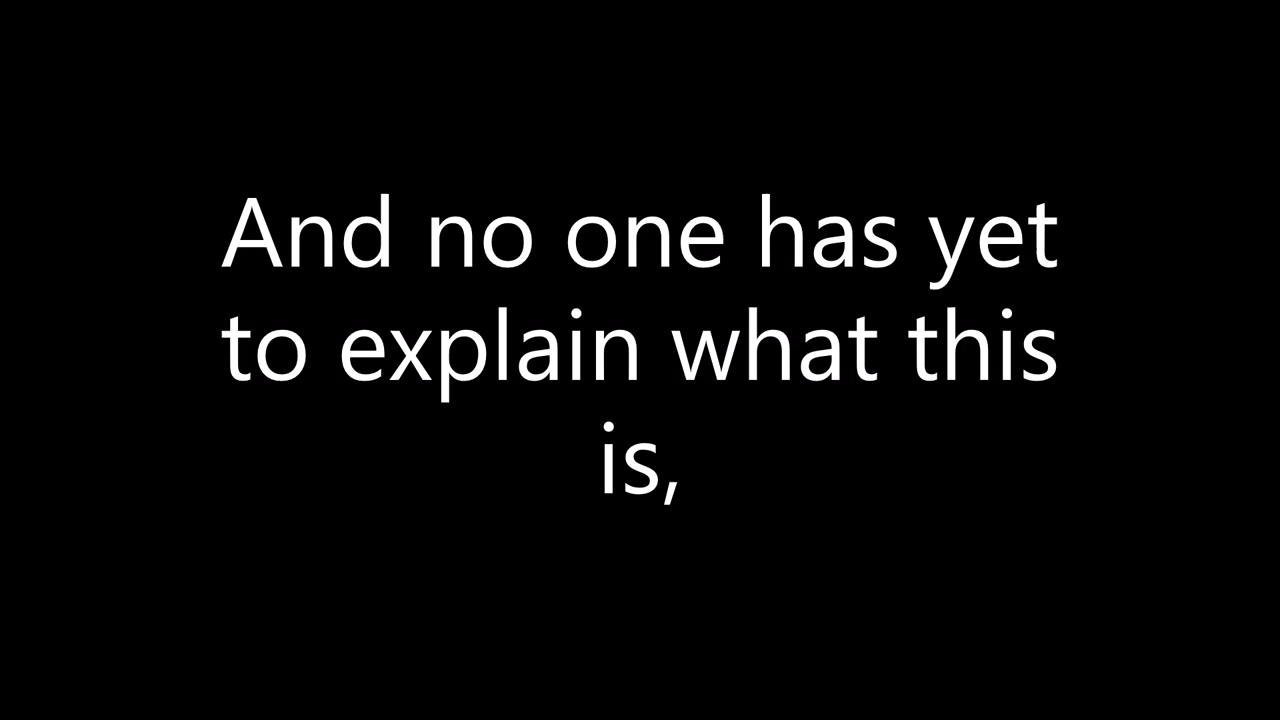 And no one has yet
to explain what this
is,